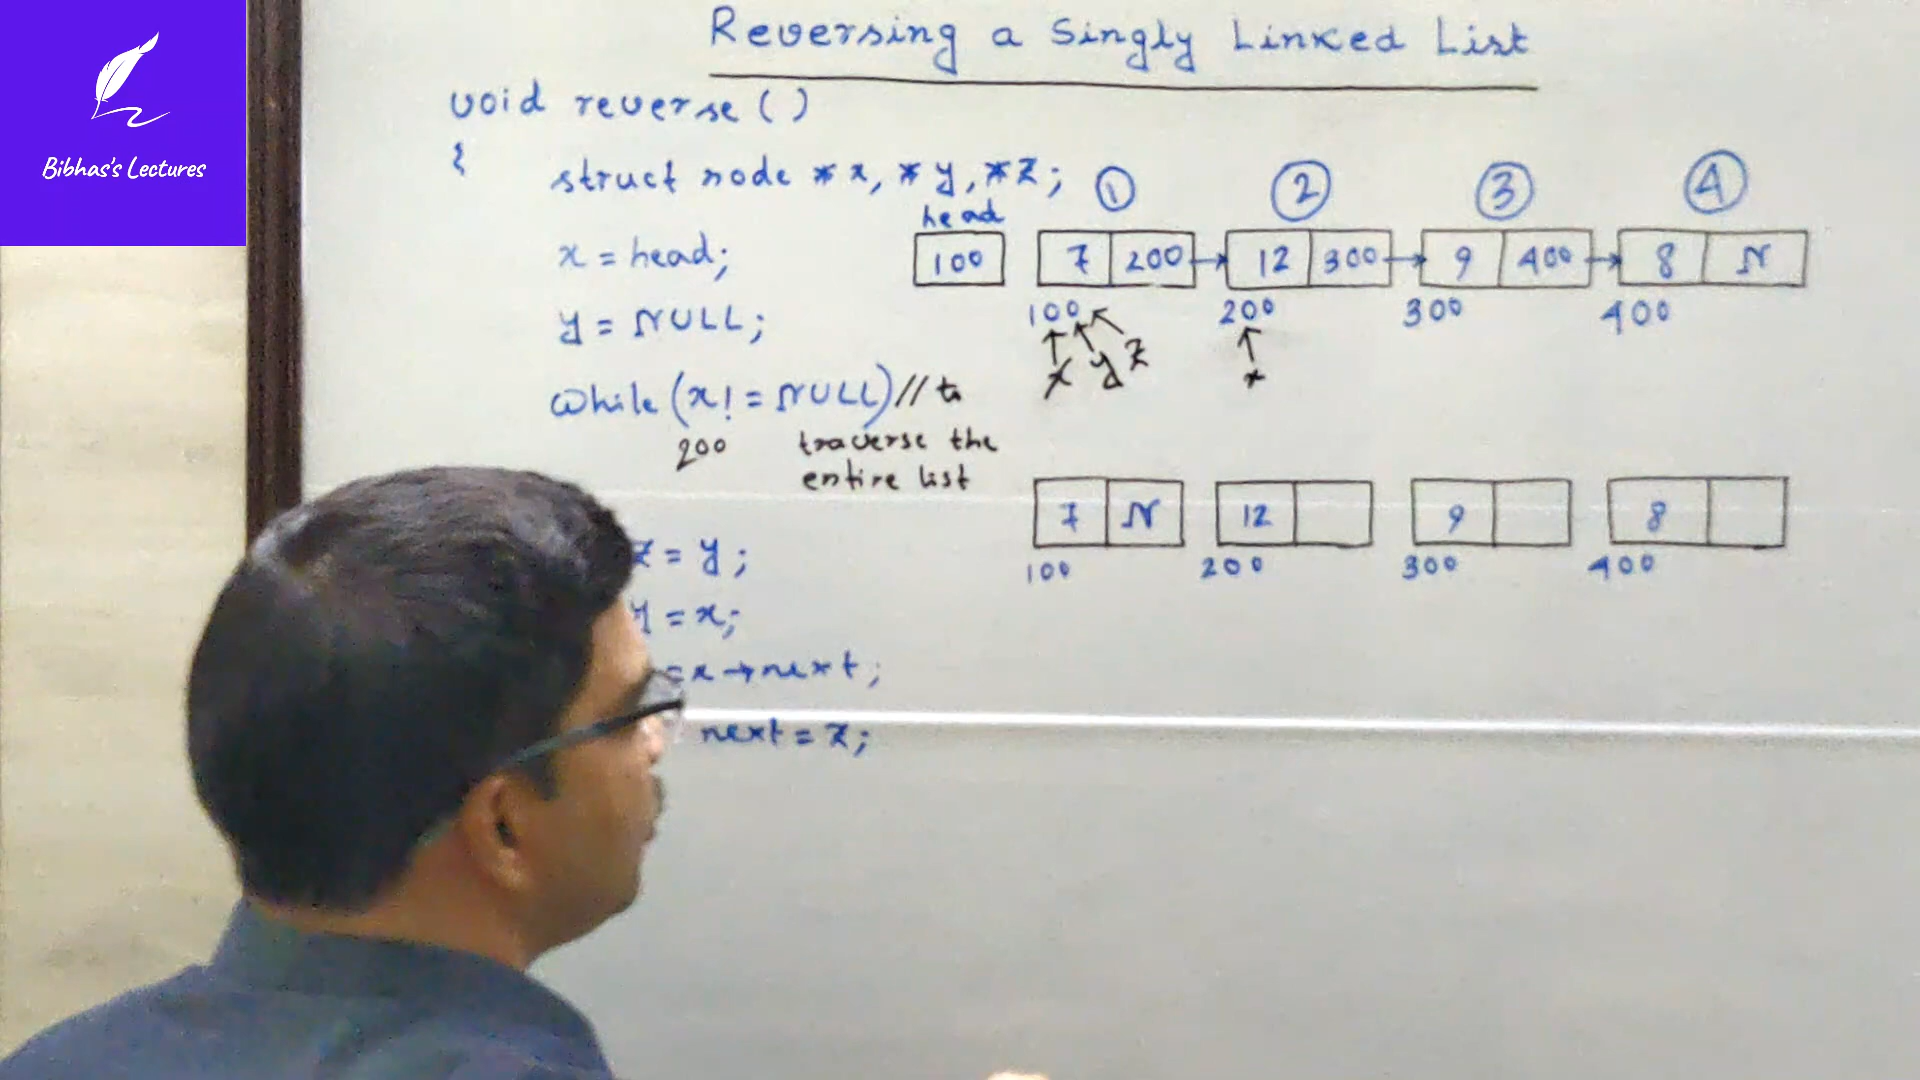 Bibhas's Lectures
Reversing a Singly Linked List
void reverse()
{
struct node *x, *y, *z;
x = head;
y = NULL;
while (x! = NULL) // to
traverse the
entire list
200
z = y;
y = x;
= x→next;
next = z;
1 2 3 4
head
100 7 200 → 12 300 → 9 400 → 8 N
100 200 300 400
x y z x
7 N 12 9 8
100 200 300 400